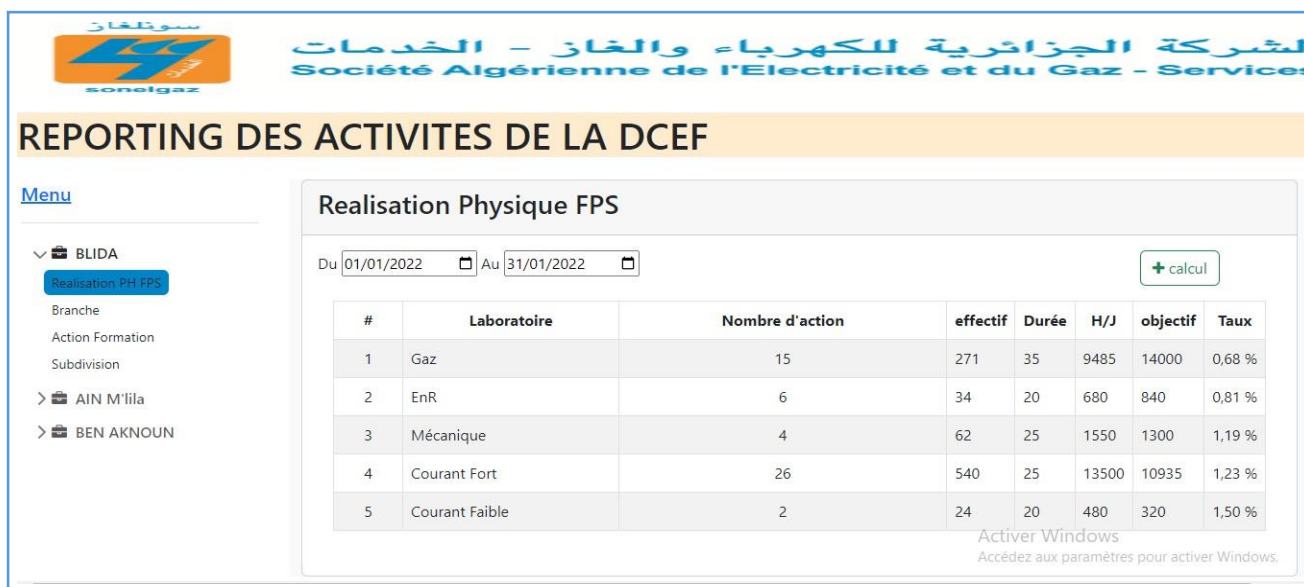 سونلغاز
sonelgaz
الشركة الجزائرية للكهرباء والغاز - الخدمات
Société Algérienne de l'Electricité et du Gaz - Services
REPORTING DES ACTIVITES DE LA DCEF
Menu
BLIDA
Realisation PH FPS
Branche
Action Formation
Subdivision
AIN M'lila
BEN AKNOUN
Realisation Physique FPS
Du 01/01/2022 Au 31/01/2022
+ calcul
# Laboratoire Nombre d'action effectif Durée H/J objectif Taux
1 Gaz 15 271 35 9485 14000 0,68 %
2 EnR 6 34 20 680 840 0,81 %
3 Mécanique 4 62 25 1550 1300 1,19 %
4 Courant Fort 26 540 25 13500 10935 1,23 %
5 Courant Faible 2 24 20 480 320 1,50 %
Activer Windows
Accédez aux paramètres pour activer Windows.